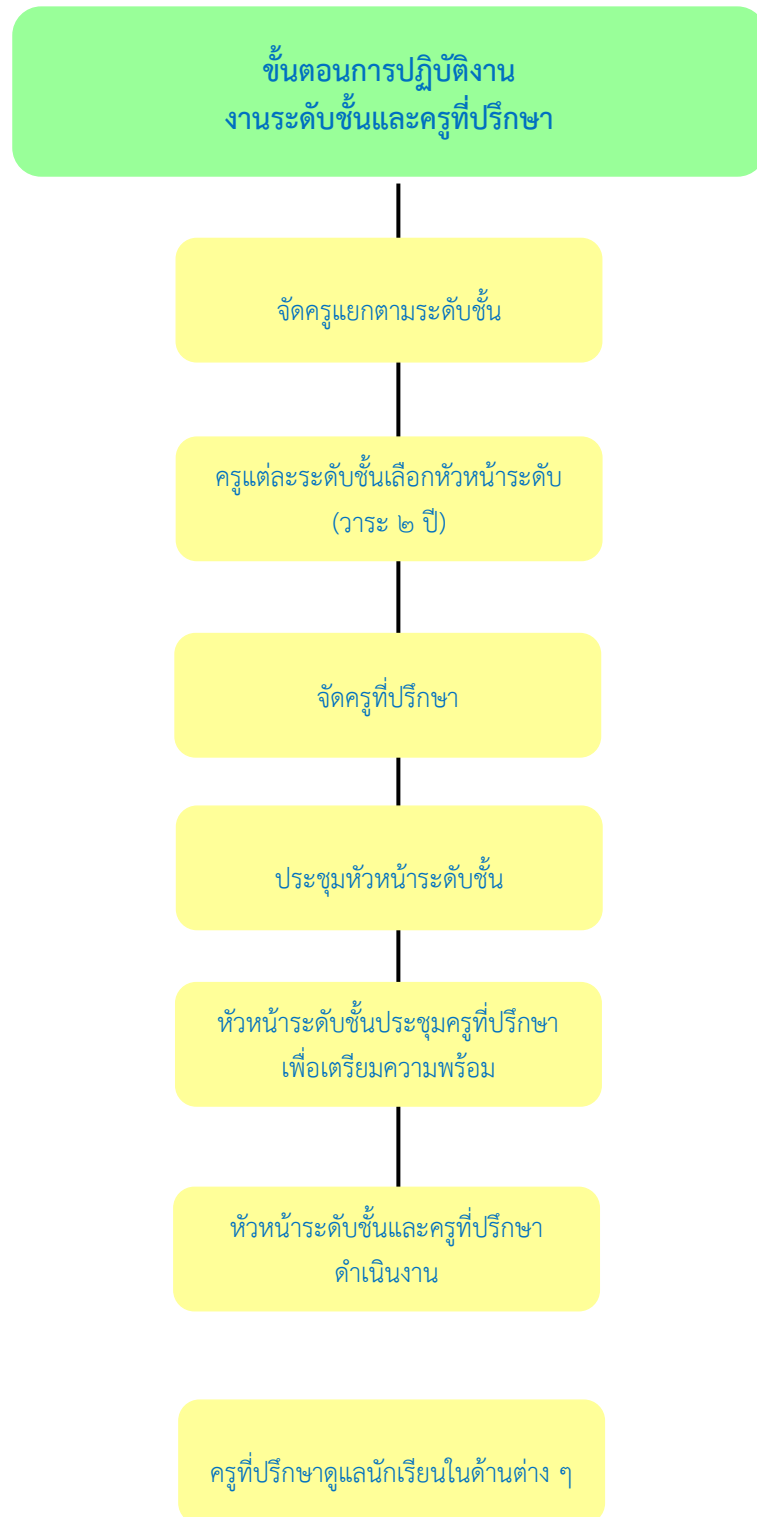 ขั้นตอนการปฏิบัติงาน
งานระดับชั้นและครูที่ปรึกษา
จัดครูแยกตามระดับชั้น
ครูแต่ละระดับชั้นเลือกหัวหน้าระดับ
(วาระ ๒ ปี)
จัดครูที่ปรึกษา
ประชุมหัวหน้าระดับชั้น
หัวหน้าระดับชั้นประชุมครูที่ปรึกษา
เพื่อเตรียมความพร้อม
หัวหน้าระดับชั้นและครูที่ปรึกษา
ดำเนินงาน
ครูที่ปรึกษาดูแลนักเรียนในด้านต่าง ๆ